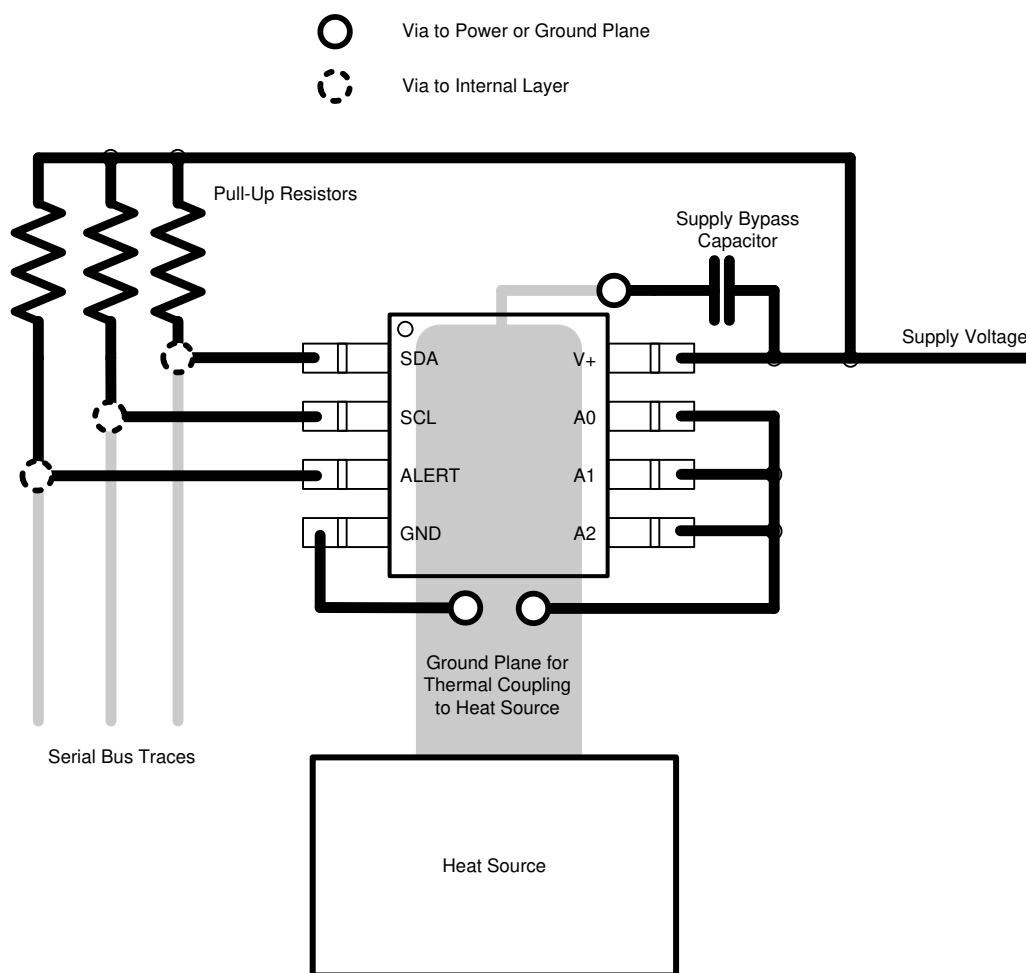 Via to Power or Ground Plane
Via to Internal Layer
Pull-Up Resistors
Supply Bypass
Capacitor
Supply Voltage
SDA
V+
SCL
A0
ALERT
A1
GND
A2
Ground Plane for
Thermal Coupling
to Heat Source
Serial Bus Traces
Heat Source